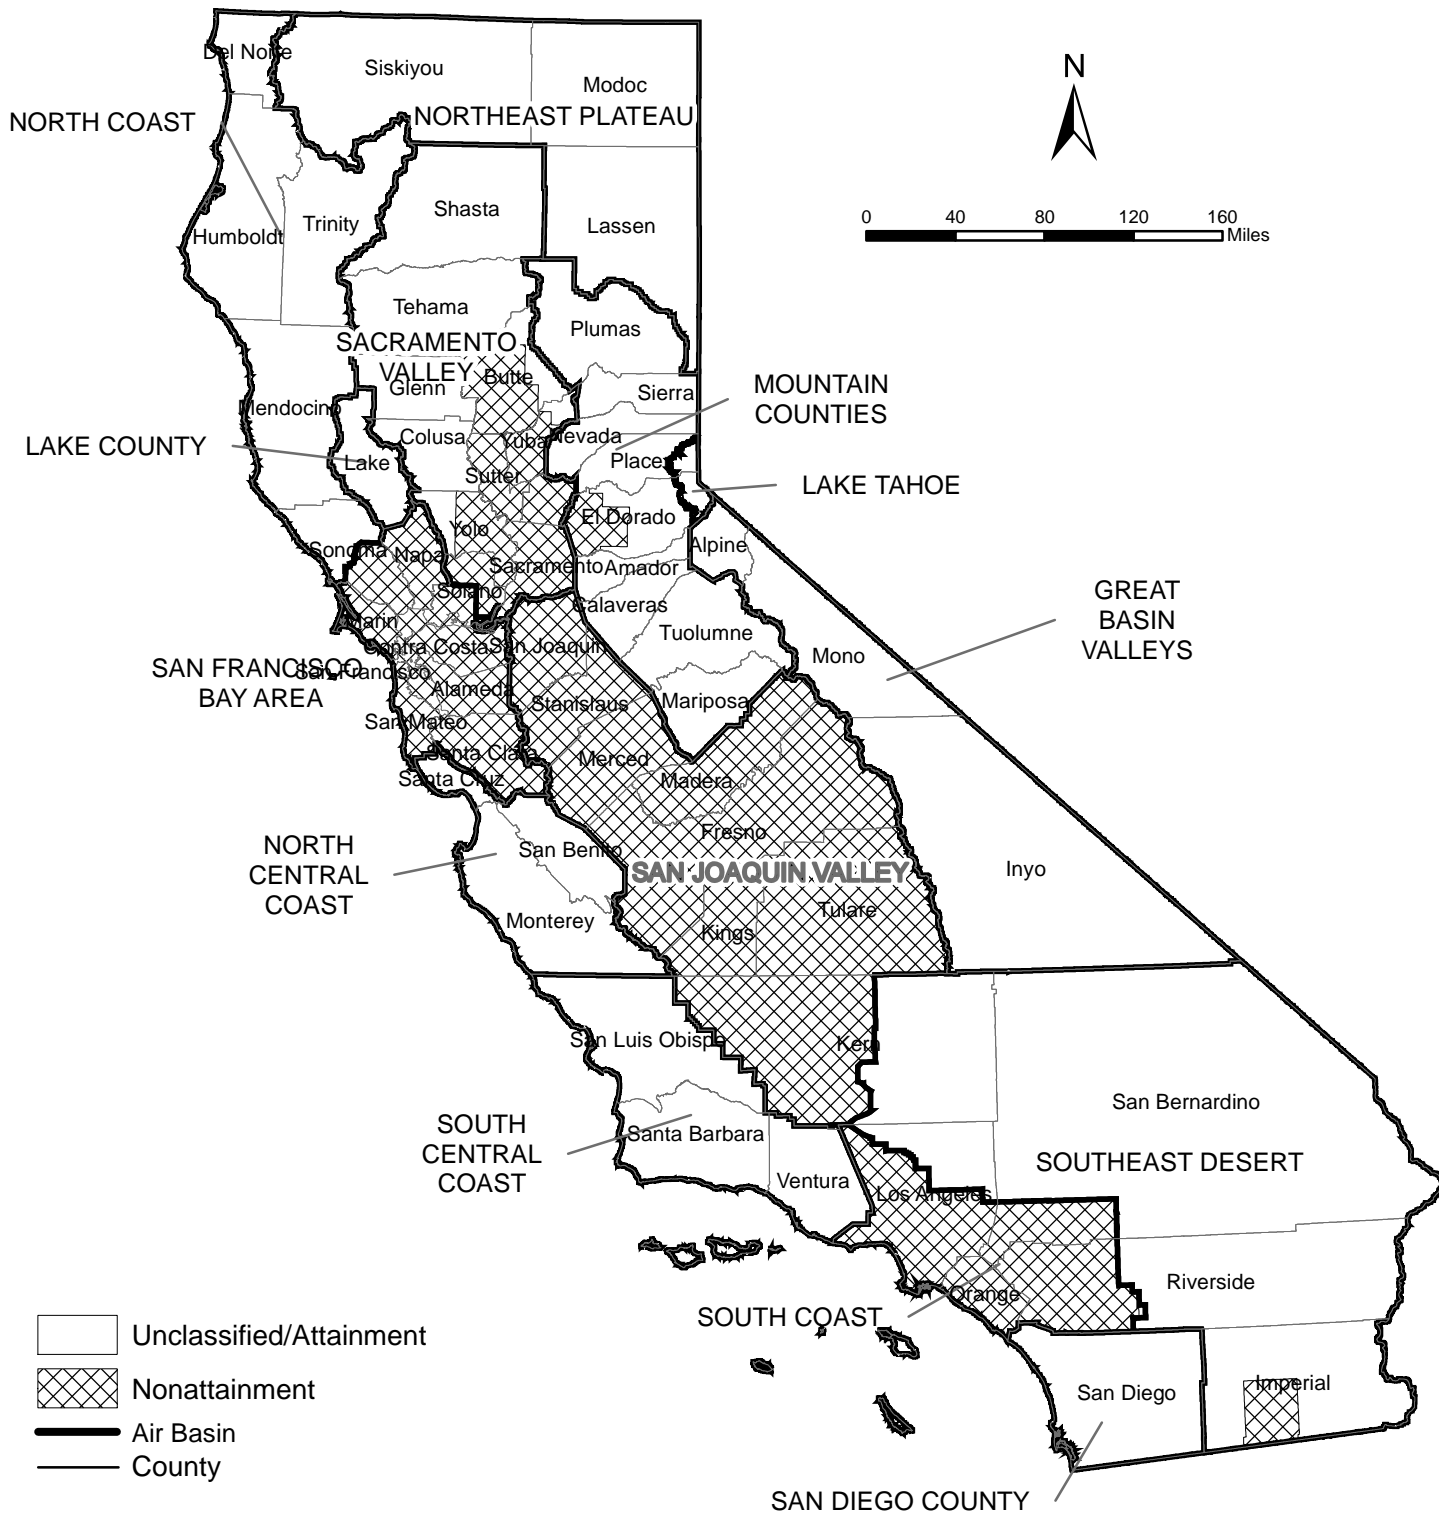 Del Norte
Siskiyou
Modoc
N
NORTH COAST
NORTHEAST PLATEAU
Shasta
Trinity
Humboldt
Lassen
0 40 80 120 160
Miles
Tehama
Plumas
SACRAMENTO
VALLEY
Butte
Glenn
Sierra
MOUNTAIN
COUNTIES
Mendocino
Colusa
Yuba
Nevada
LAKE COUNTY
Lake
Placer
Sutter
LAKE TAHOE
El Dorado
Yolo
Sonoma
Napa
Alpine
Sacramento
Amador
Solano
Calaveras
GREAT
BASIN
VALLEYS
Marin
Tuolumne
Contra Costa
San Joaquin
Mono
SAN FRANCISCO
BAY AREA
San Francisco
Alameda
Stanislaus
Mariposa
San Mateo
Santa Clara
Merced
Santa Cruz
Madera
Fresno
NORTH
CENTRAL
COAST
San Benito
SAN JOAQUIN VALLEY
Inyo
Monterey
Kings
Tulare
San Luis Obispo
Kern
San Bernardino
SOUTH
CENTRAL
COAST
Santa Barbara
SOUTHEAST DESERT
Ventura
Los Angeles
Riverside
Orange
SOUTH COAST
Imperial
San Diego
SAN DIEGO COUNTY
Unclassified/Attainment
Nonattainment
Air Basin
County